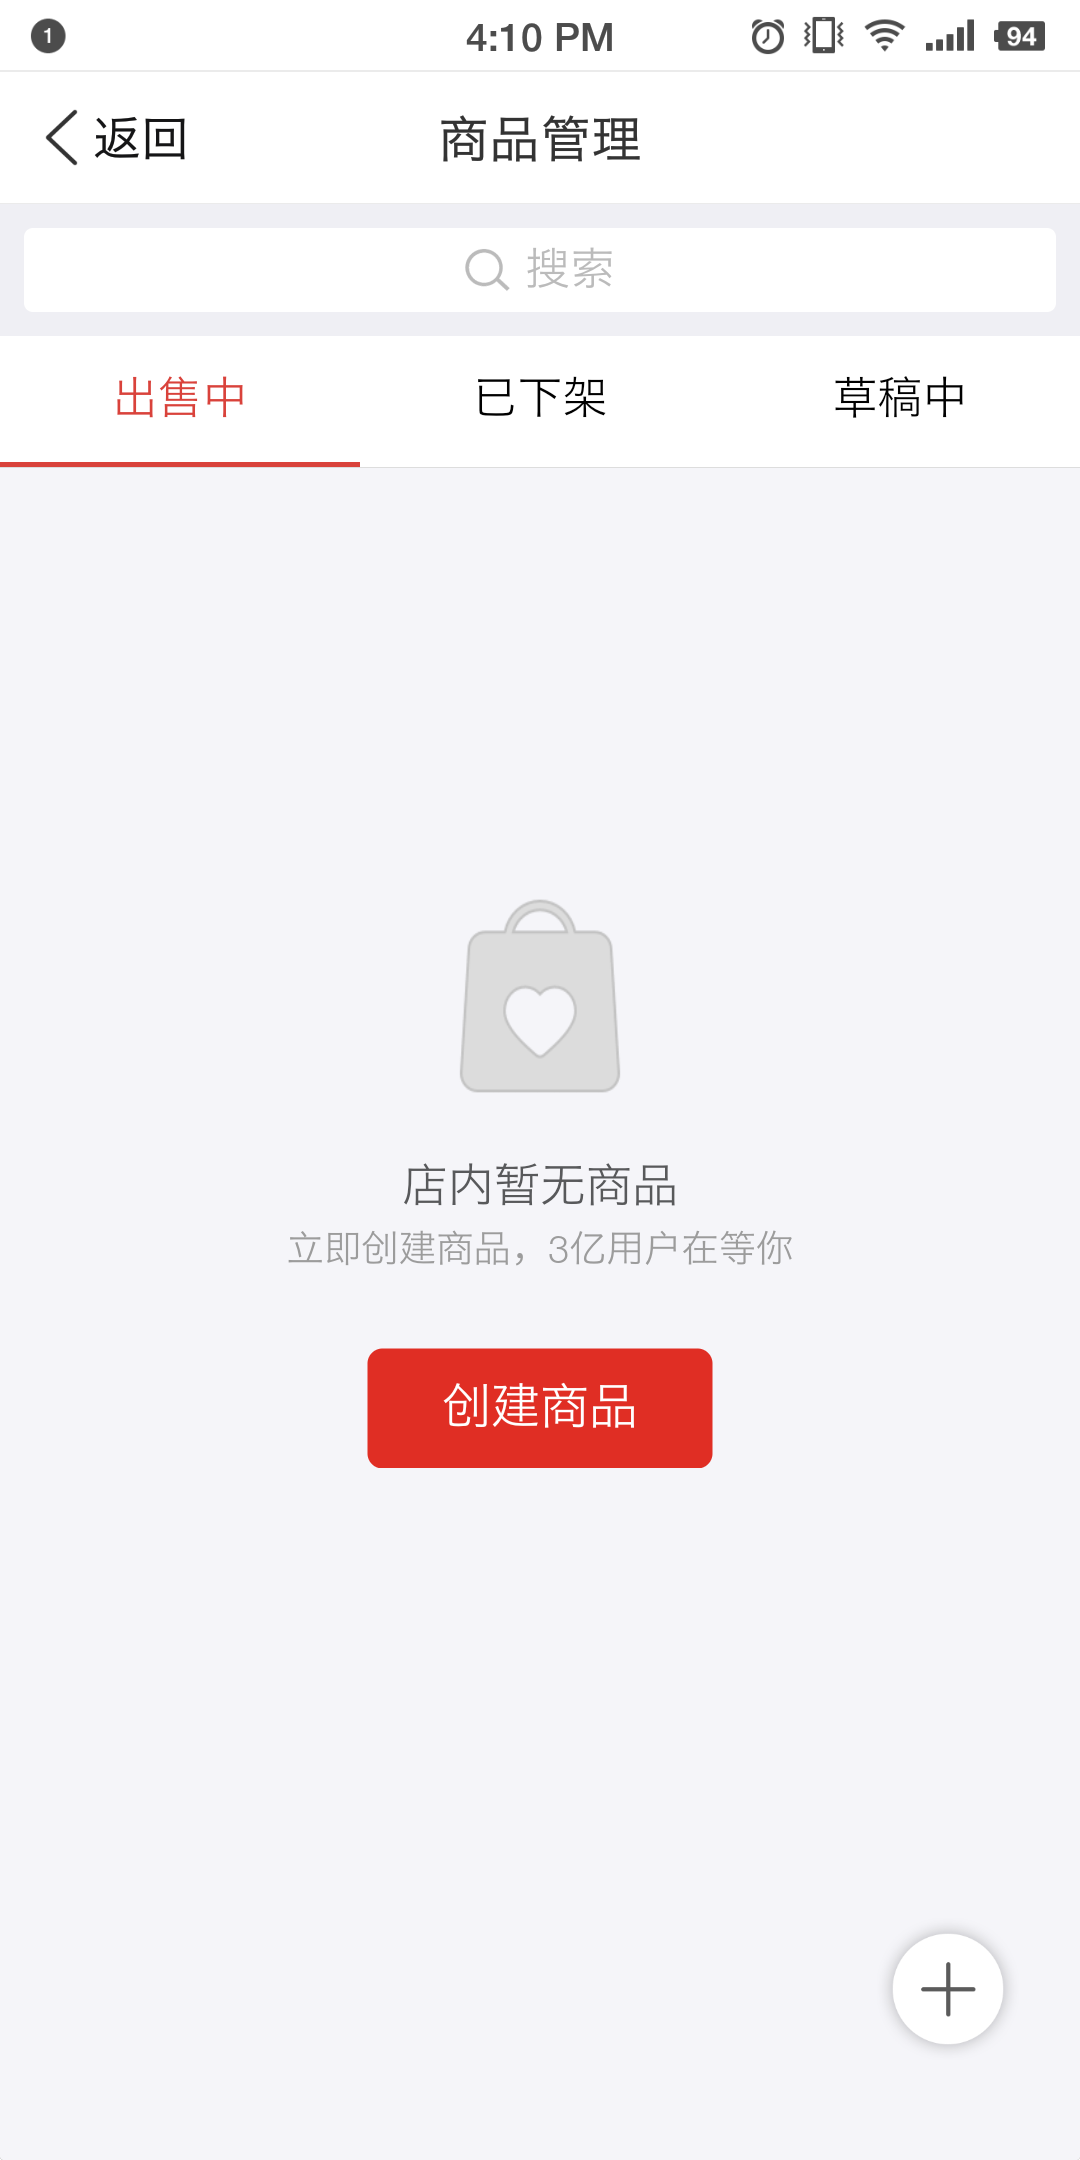 1
4:10 PM
94
返回
商品管理
搜索
出售中
已下架
草稿中
店内暂无商品
立即创建商品，3亿用户在等你
创建商品